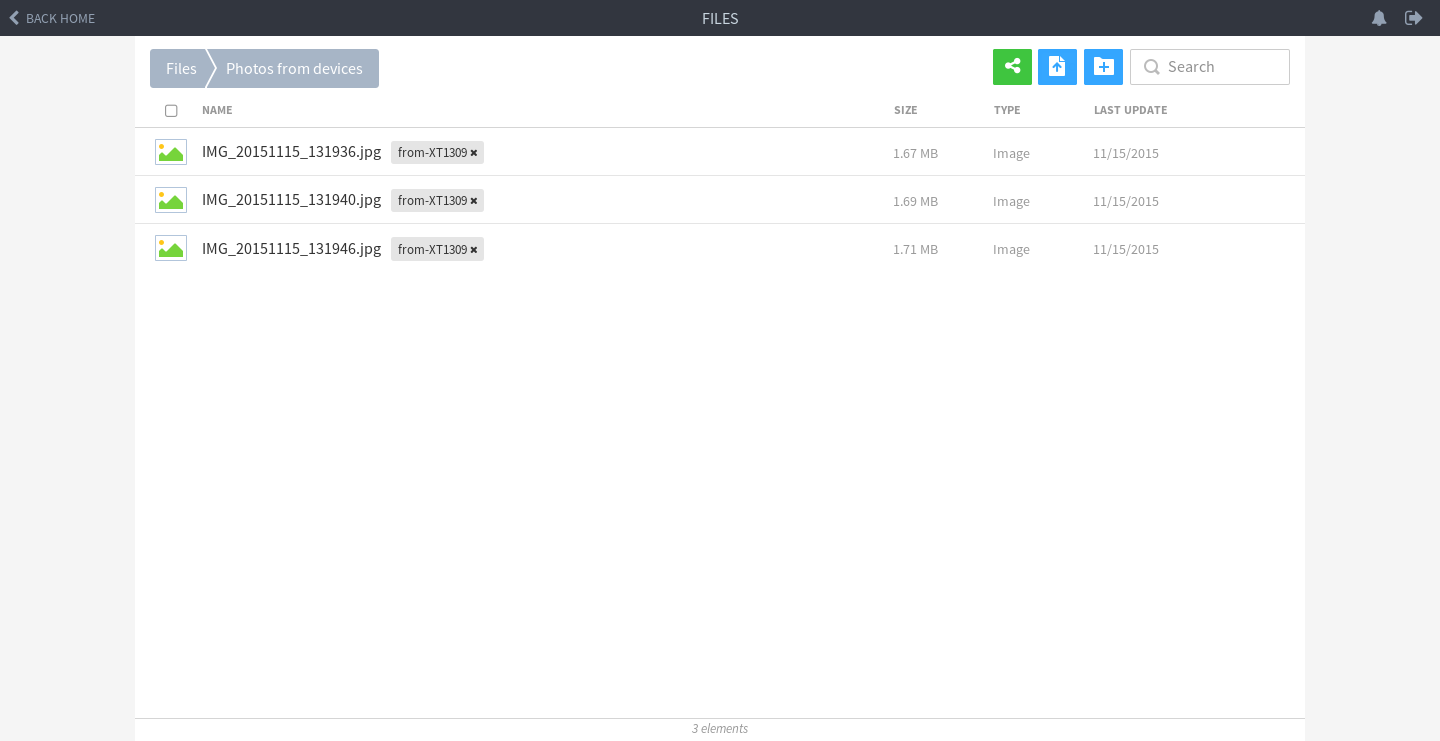 BACK HOME FILES
Files Photos from devices Search
NAME SIZE TYPE LAST UPDATE
IMG_20151115_131936.jpg from-XT1309 ✖ 1.67 MB Image 11/15/2015
IMG_20151115_131940.jpg from-XT1309 ✖ 1.69 MB Image 11/15/2015
IMG_20151115_131946.jpg from-XT1309 ✖ 1.71 MB Image 11/15/2015
3 elements